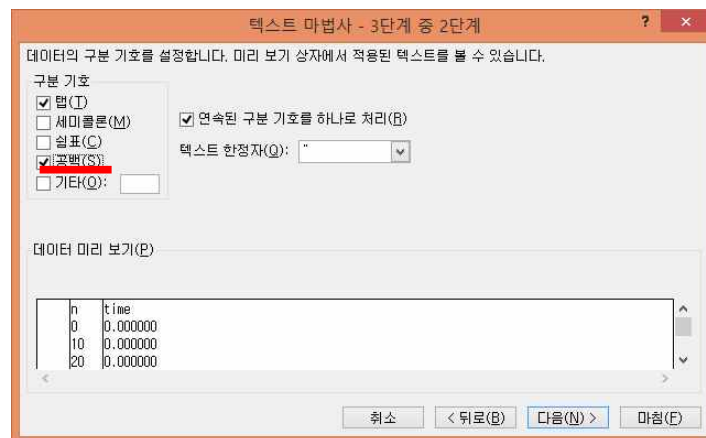 텍스트 마법사 - 3단계 중 2단계
? ×
데이터의 구분 기호를 설정합니다. 미리 보기 상자에서 적용된 텍스트를 볼 수 있습니다.
구분 기호
탭(T)
세미콜론(M)
쉼표(C)
공백(S)
기타(O):
연속된 구분 기호를 하나로 처리(R)
텍스트 한정자(Q): "
데이터 미리 보기(P)
n time
0 0.000000
10 0.000000
20 0.000000
취소 < 뒤로(B) 다음(N) > 마침(F)